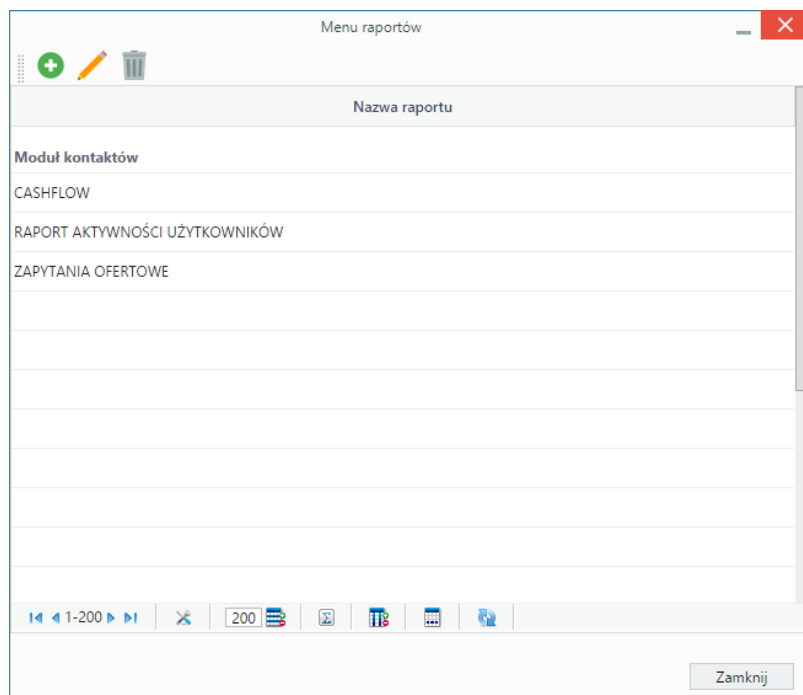 Menu raportów
Nazwa raportu
Moduł kontaktów
CASHFLOW
RAPORT AKTYWNOŚCI UŻYTKOWNIKÓW
ZAPYTANIA OFERTOWE
1-200 200 Σ
Zamknij